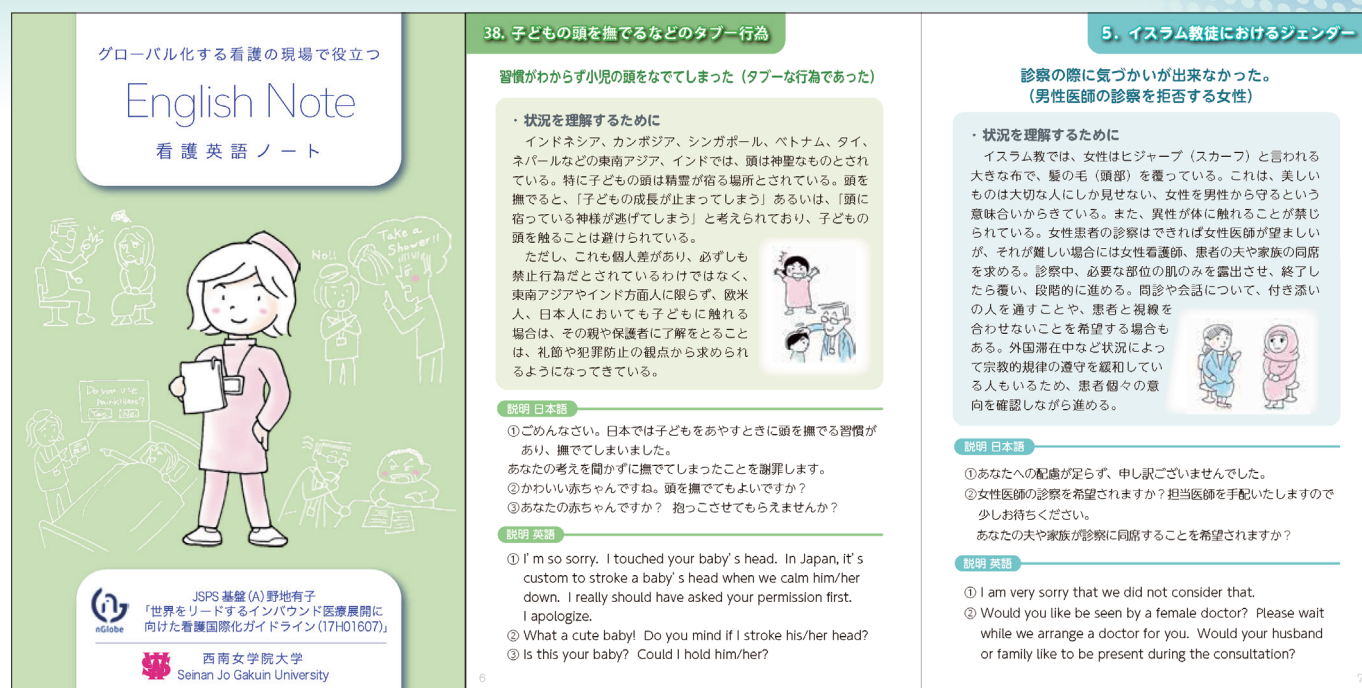 グローバル化する看護の現場で役立つ
English Note
看護英語ノート
No!!
Take a
Shower!!
Do you use
painkillers?
Yes No
nGlobe
JSPS 基盤(A)野地有子
「世界をリードするインバウンド医療展開に
向けた看護国際化ガイドライン(17H01607)」
西南女学院大学
Seinan Jo Gakuin University
38. 子どもの頭を撫でるなどのタブー行為
習慣がわからず小児の頭をなでてしまった（タブーな行為であった）
・状況を理解するために
インドネシア、カンボジア、シンガポール、ベトナム、タイ、
ネパールなどの東南アジア、インドでは、頭は神聖なものとされ
ている。特に子どもの頭は精霊が宿る場所とされている。頭を
撫でると、「子どもの成長が止まってしまう」あるいは、「頭に
宿っている神様が逃げてしまう」と考えられており、子どもの
頭を触ることは避けられている。
ただし、これも個人差があり、必ずしも
禁止行為だとされているわけではなく、
東南アジアやインド方面人に限らず、欧米
人、日本人においても子どもに触れる
場合は、その親や保護者に了解をとること
は、礼節や犯罪防止の観点から求められ
るようになってきている。
説明 日本語
①ごめんなさい。日本では子どもをあやすときに頭を撫でる習慣が
あり、撫でてしまいました。
あなたの考えを聞かずに撫でてしまったことを謝罪します。
②かわいい赤ちゃんですね。頭を撫でてもよいですか？
③あなたの赤ちゃんですか？ 抱っこさせてもらえませんか？
説明 英語
① I'm so sorry. I touched your baby's head. In Japan, it's
custom to stroke a baby's head when we calm him/her
down. I really should have asked your permission first.
I apologize.
② What a cute baby! Do you mind if I stroke his/her head?
③ Is this your baby? Could I hold him/her?
6
5．イスラム教徒におけるジェンダー
診察の際に気づかいが出来なかった。
（男性医師の診察を拒否する女性）
・状況を理解するために
イスラム教では、女性はヒジャーブ（スカーフ）と言われる
大きな布で、髪の毛（頭部）を覆っている。これは、美しい
ものは大切な人にしか見せない、女性を男性から守るという
意味合いからきている。また、異性が体に触れることが禁じ
られている。女性患者の診察はできれば女性医師が望ましい
が、それが難しい場合には女性看護師、患者の夫や家族の同席
を求める。診察中、必要な部位の肌のみを露出させ、終了し
たら覆い、段階的に進める。問診や会話について、付き添い
の人を通すことや、患者と視線を
合わせないことを希望する場合も
ある。外国滞在中など状況によっ
て宗教的規律の遵守を緩和してい
る人もいるため、患者個々の意
向を確認しながら進める。
説明 日本語
①あなたへの配慮が足らず、申し訳ございませんでした。
②女性医師の診察を希望されますか？担当医師を手配いたしますので
少しお待ちください。
あなたの夫や家族が診察に同席することを希望されますか？
説明 英語
① I am very sorry that we did not consider that.
② Would you like be seen by a female doctor? Please wait
while we arrange a doctor for you. Would your husband
or family like to be present during the consultation?
7